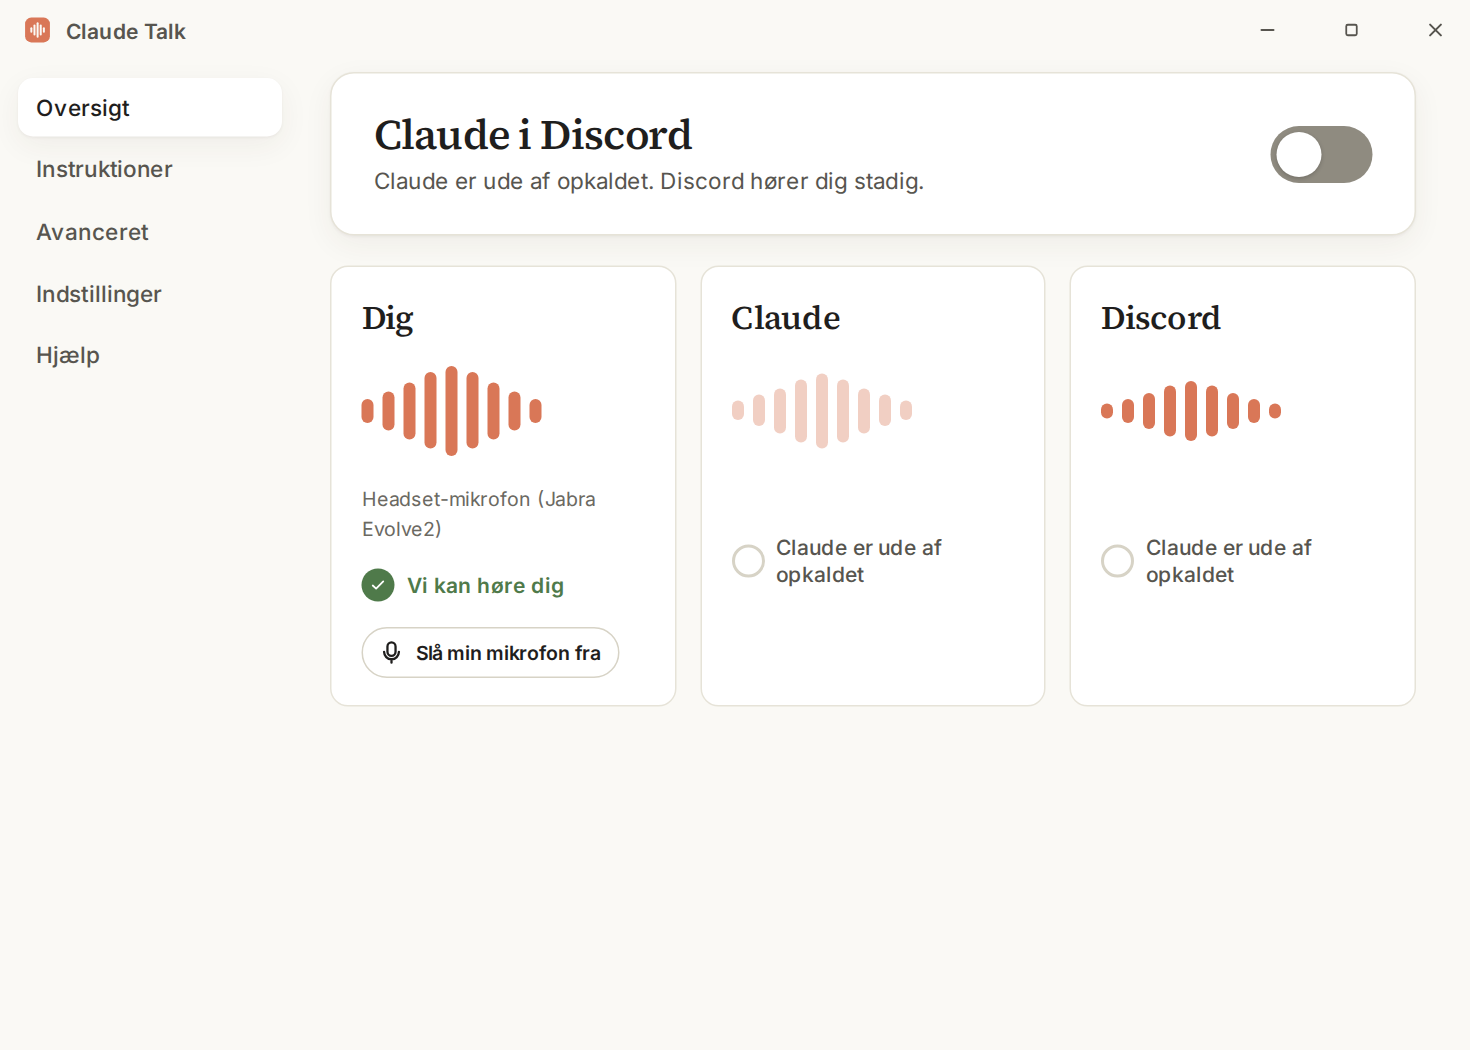 Claude Talk
Oversigt
Instruktioner
Avanceret
Indstillinger
Hjælp
Claude i Discord
Claude er ude af opkaldet. Discord hører dig stadig.
Dig
Headset-mikrofon (Jabra
Evolve2)
Vi kan høre dig
Slå min mikrofon fra
Claude
Claude er ude af
opkaldet
Discord
Claude er ude af
opkaldet